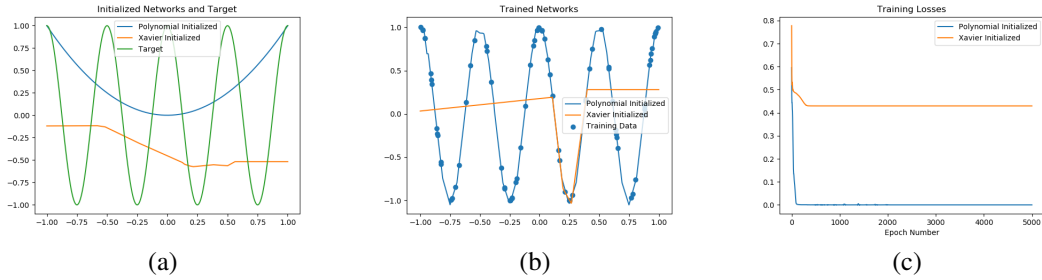 Initialized Networks and Target
Polynomial Initialized
Xavier Initialized
Target
1.00
0.75
0.50
0.25
0.00
−0.25
−0.50
−0.75
−1.00
−1.00 −0.75 −0.50 −0.25 0.00 0.25 0.50 0.75 1.00
(a)
Trained Networks
Polynomial Initialized
Xavier Initialized
Training Data
1.0
0.5
0.0
−0.5
−1.0
−1.00 −0.75 −0.50 −0.25 0.00 0.25 0.50 0.75 1.00
(b)
Training Losses
Polynomial Initialized
Xavier Initialized
0.8
0.7
0.6
0.5
0.4
0.3
0.2
0.1
0.0
0 1000 2000 3000 4000 5000
Epoch Number
(c)